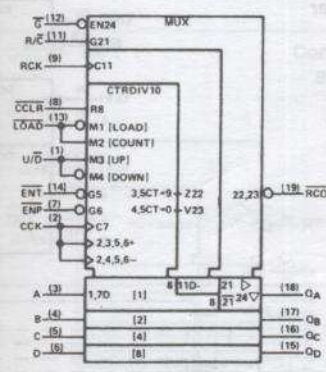 MUX
G (12) EN24
R/C (11) G21
RCK (9) C11
CTRDIV10
CCLR (8) R8
LOAD (13) M1 [LOAD]
M2 [COUNT]
U/D (1) M3 [UP]
M4 [DOWN]
ENT (14) G5 3,5CT=9 Z22 22,23 (19) RCO
ENP (7) G6 4,5CT=0 V23
CCK (2) C7
2,3,5,6+
2,4,5,6−
A (3) 1,7D [1] 8 11D 21 24 (18) QA
8 21
B (4) [2] (17) QB
C (5) [4] (16) QC
D (6) [8] (15) QD